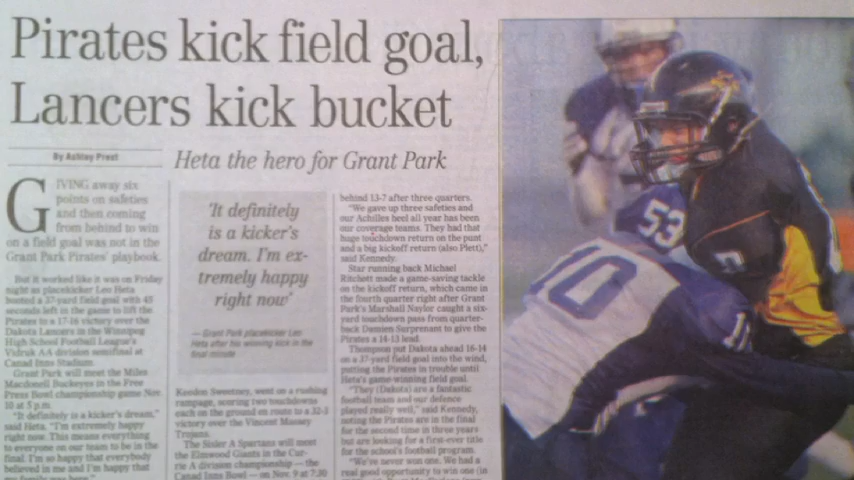 Pirates kick field goal,
Lancers kick bucket
By Ashley Prest
Heta the hero for Grant Park
GIVING away six
points on safeties
and then coming
from behind to win
on a field goal was not in the
Grant Park Pirates' playbook.
But it worked like it was on Friday
night as placekicker Leo Heta
booted a 37-yard field goal with 45
seconds left in the game to lift the
Pirates to a 17-16 victory over the
Dakota Lancers in the Winnipeg
High School Football League's
Vidruk AAA division semifinal at
Canad Inns Stadium.
Grant Park will meet the Miles
Macdonell Buckeyes in the Free
Press Bowl championship game Nov.
10 at 5 p.m.
"It definitely is a kicker's dream,"
said Heta. "I'm extremely happy
right now. This means everything
to everyone on our team to be in the
final. I'm so happy that everybody
believed in me and I'm happy that
'It definitely
is a kicker's
dream. I'm ex-
tremely happy
right now'
— Grant Park placekicker Leo
Heta after his winning kick in the
final minute
Keedon Sweetney, went on a rushing
rampage, scoring two touchdowns
each on the ground en route to a 32-3
victory over the Vincent Massey
Trojans.
The Sisler A Spartans will meet
the Elmwood Giants in the Cur-
rie A division championship — the
Canad Inns Bowl — on Nov. 9 at 7:30
behind 13-7 after three quarters.
"We gave up three safeties and
our Achilles heel all year has been
our coverage teams. They had that
huge touchdown return on the punt
and a big kickoff return (also Plett),"
said Kennedy.
Star running back Michael
Ritchott made a game-saving tackle
on the kickoff return, which came in
the fourth quarter right after Grant
Park's Marshall Naylor caught a six-
yard touchdown pass from quarter-
back Damien Surprenant to give the
Pirates a 14-13 lead.
Thompson put Dakota ahead 16-14
on a 37-yard field goal into the wind,
putting the Pirates in trouble until
Heta's game-winning field goal.
"They (Dakota) are a fantastic
football team and our defence
played really well," said Kennedy,
noting the Pirates are in the final
for the second time in three years
but are looking for a first-ever title
for the school's football program.
"We've never won one. We had a
real good opportunity to win one (in
53
10